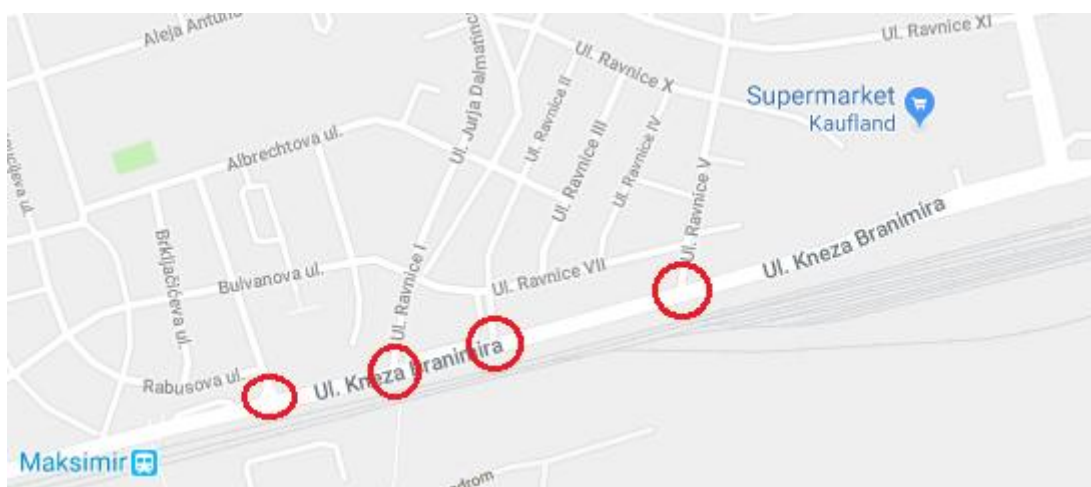 Aleja Antuna
Ul. Ravnice XI
Ul. Ravnice X
Ul. Jurja Dalmatinc
Ul. Ravnice II
Supermarket
Kaufland
Ul. Ravnice III
Ul. Ravnice IV
Albrechtova ul.
Ul. Ravnice V
Brkljačićeva ul.
Ul. Kneza Branimira
Bulvanova ul.
Ul. Ravnice I
Ul. Ravnice VII
Rabusova ul.
Ul. Kneza Branimira
Maksimir